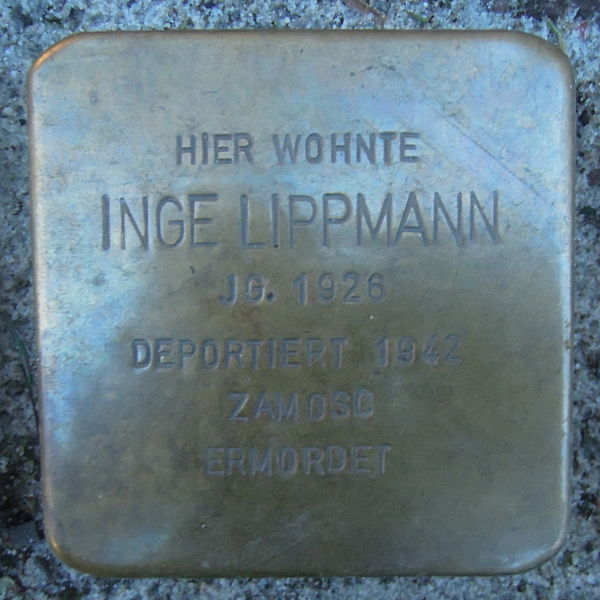 HIER WOHNTE
INGE LIPPMANN
JG. 1926
DEPORTIERT 1942
ZAMOSC
ERMORDET